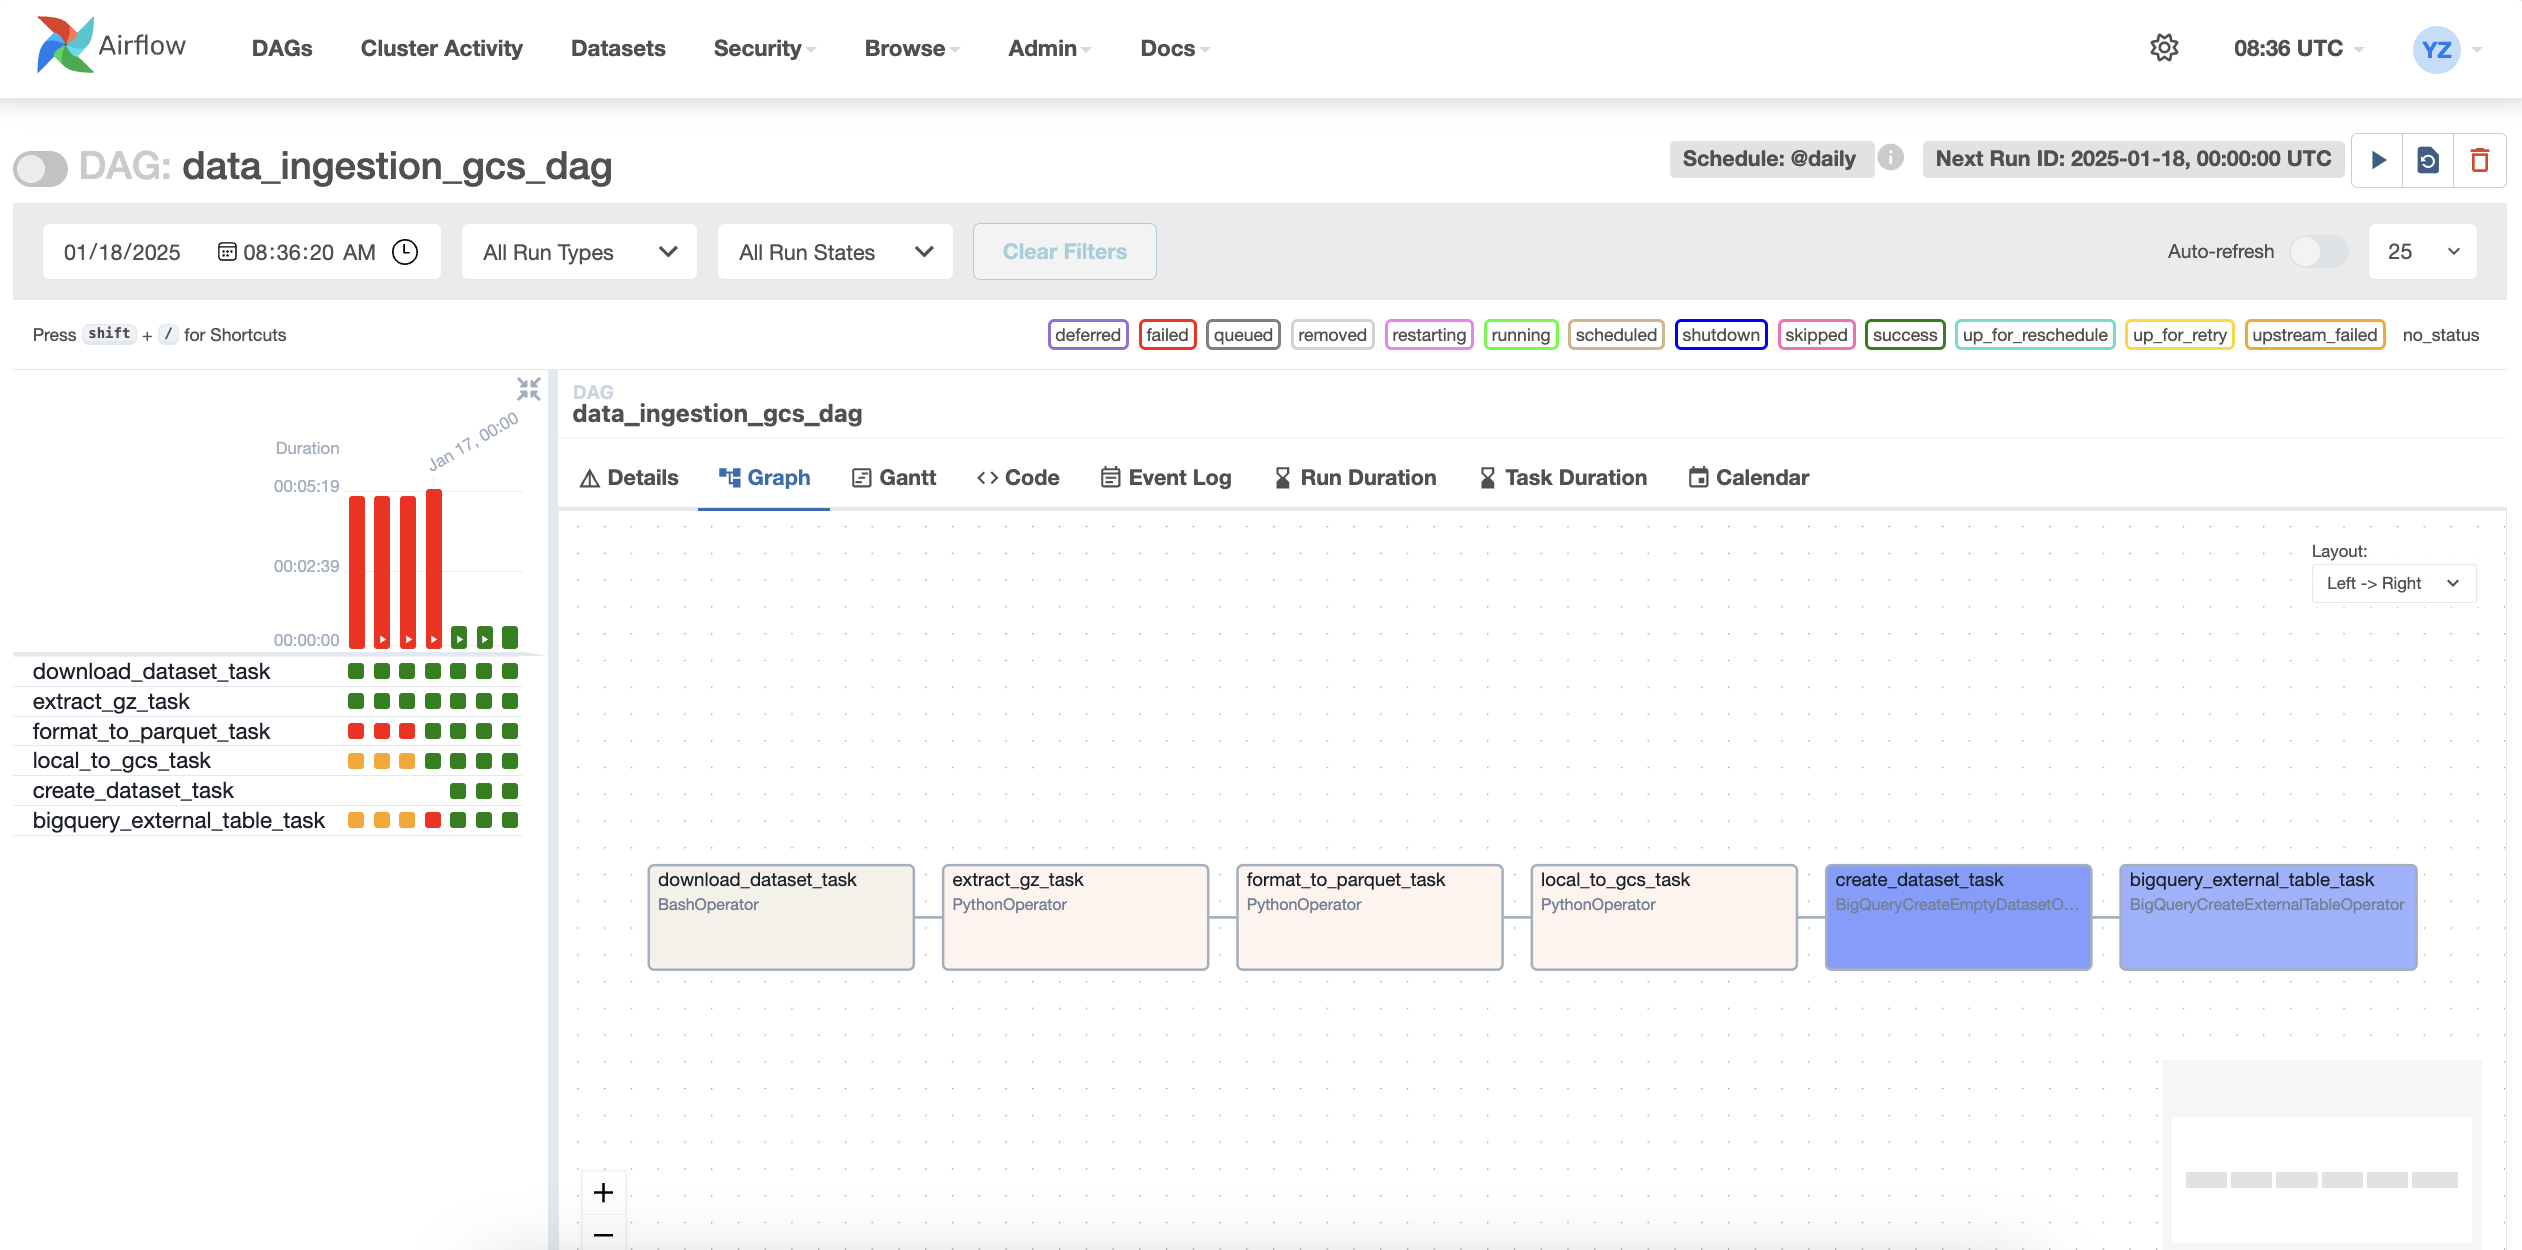 Airflow
DAGs
Cluster Activity
Datasets
Security
Browse
Admin
Docs
08:36 UTC
YZ
DAG: data_ingestion_gcs_dag
Schedule: @daily
i
Next Run ID: 2025-01-18, 00:00:00 UTC
01/18/2025
08:36:20 AM
All Run Types
All Run States
Clear Filters
Auto-refresh
25
Press shift + / for Shortcuts
deferred
failed
queued
removed
restarting
running
scheduled
shutdown
skipped
success
up_for_reschedule
up_for_retry
upstream_failed
no_status
Duration
Jan 17, 00:00
00:05:19
00:02:39
00:00:00
download_dataset_task
extract_gz_task
format_to_parquet_task
local_to_gcs_task
create_dataset_task
bigquery_external_table_task
DAG
data_ingestion_gcs_dag
Details
Graph
Gantt
Code
Event Log
Run Duration
Task Duration
Calendar
Layout:
Left -> Right
download_dataset_task
BashOperator
extract_gz_task
PythonOperator
format_to_parquet_task
PythonOperator
local_to_gcs_task
PythonOperator
create_dataset_task
BigQueryCreateEmptyDatasetO...
bigquery_external_table_task
BigQueryCreateExternalTableOperator